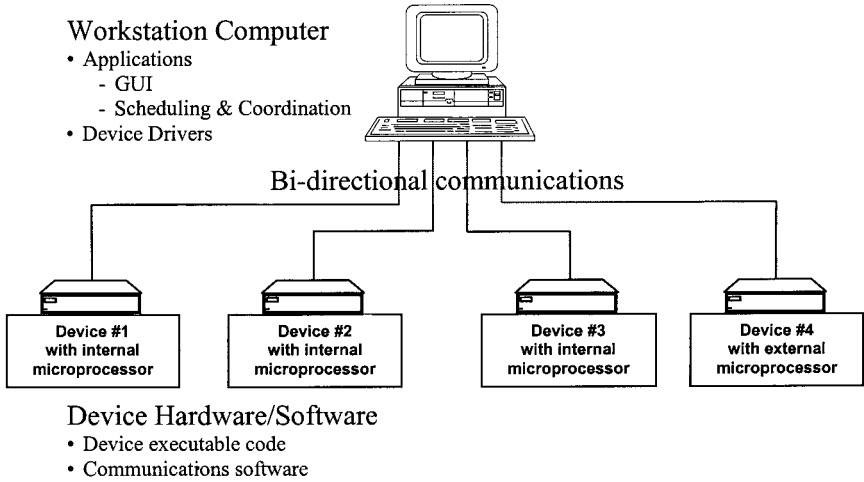 Workstation Computer
• Applications
- GUI
- Scheduling & Coordination
• Device Drivers
Bi-directional communications
Device #1
with internal
microprocessor
Device #2
with internal
microprocessor
Device #3
with internal
microprocessor
Device #4
with external
microprocessor
Device Hardware/Software
• Device executable code
• Communications software